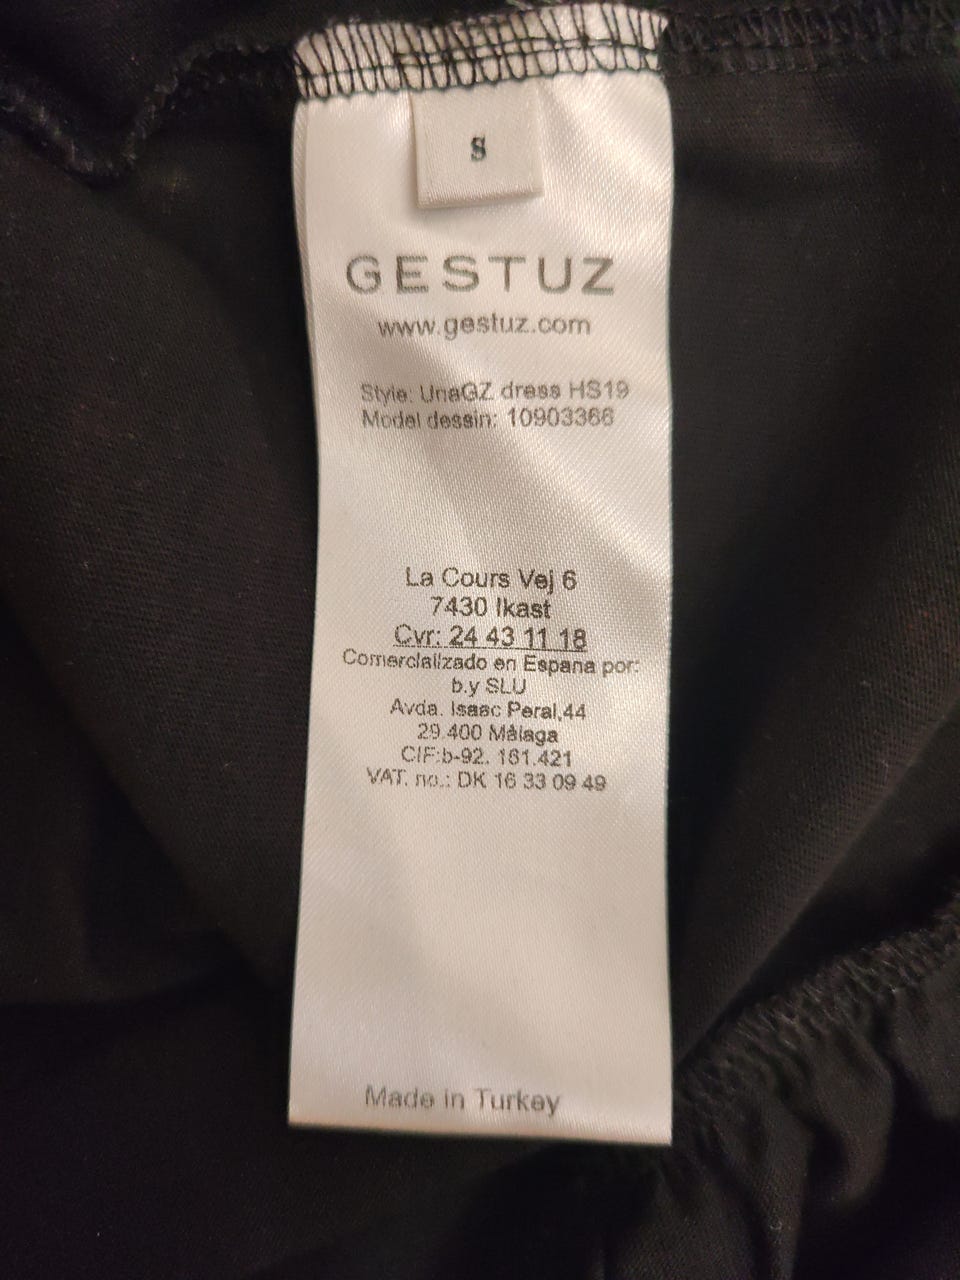 S
GESTUZ
www.gestuz.com
Style: UnaGZ dress HS19
Model dessin: 10903366
La Cours Vej 6
7430 Ikast
Cvr: 24 43 11 18
Comercializado en Espana por:
b.y SLU
Avda. Isaac Peral,44
29.400 Málaga
CIF:b-92. 161.421
VAT. no.: DK 16 33 09 49
Made in Turkey